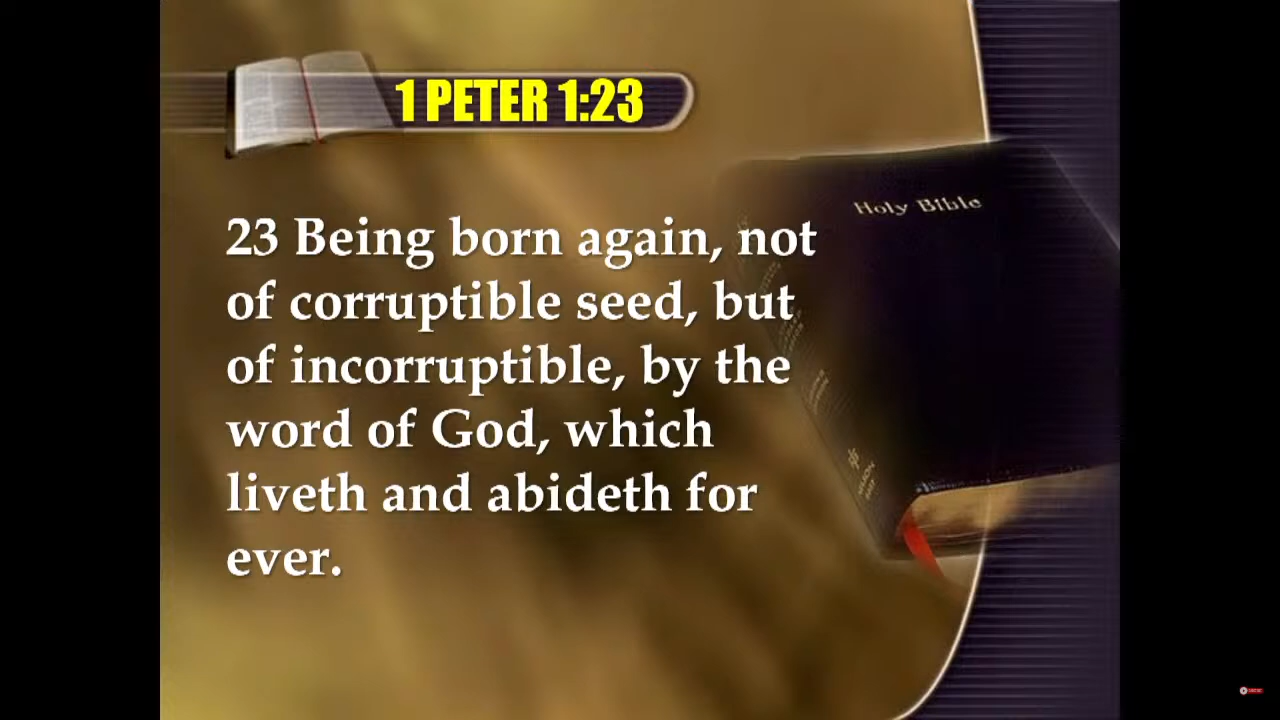 1 PETER 1:23
Holy Bible
23 Being born again, not
of corruptible seed, but
of incorruptible, by the
word of God, which
liveth and abideth for
ever.